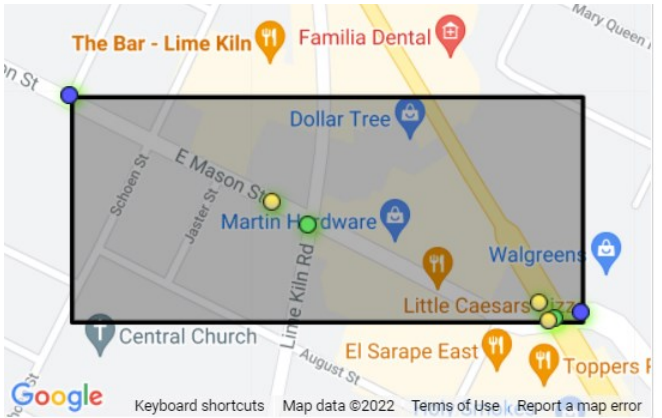 Mary Queen
The Bar - Lime Kiln
Familia Dental
n St
Dollar Tree
E Mason St
Schoen St
Jaster St
Martin Hardware
Walgreens
Lime Kiln Rd
Little Caesars Pizz
Central Church
El Sarape East
August St
Toppers P
Google
Keyboard shortcuts Map data ©2022 Terms of Use Report a map error